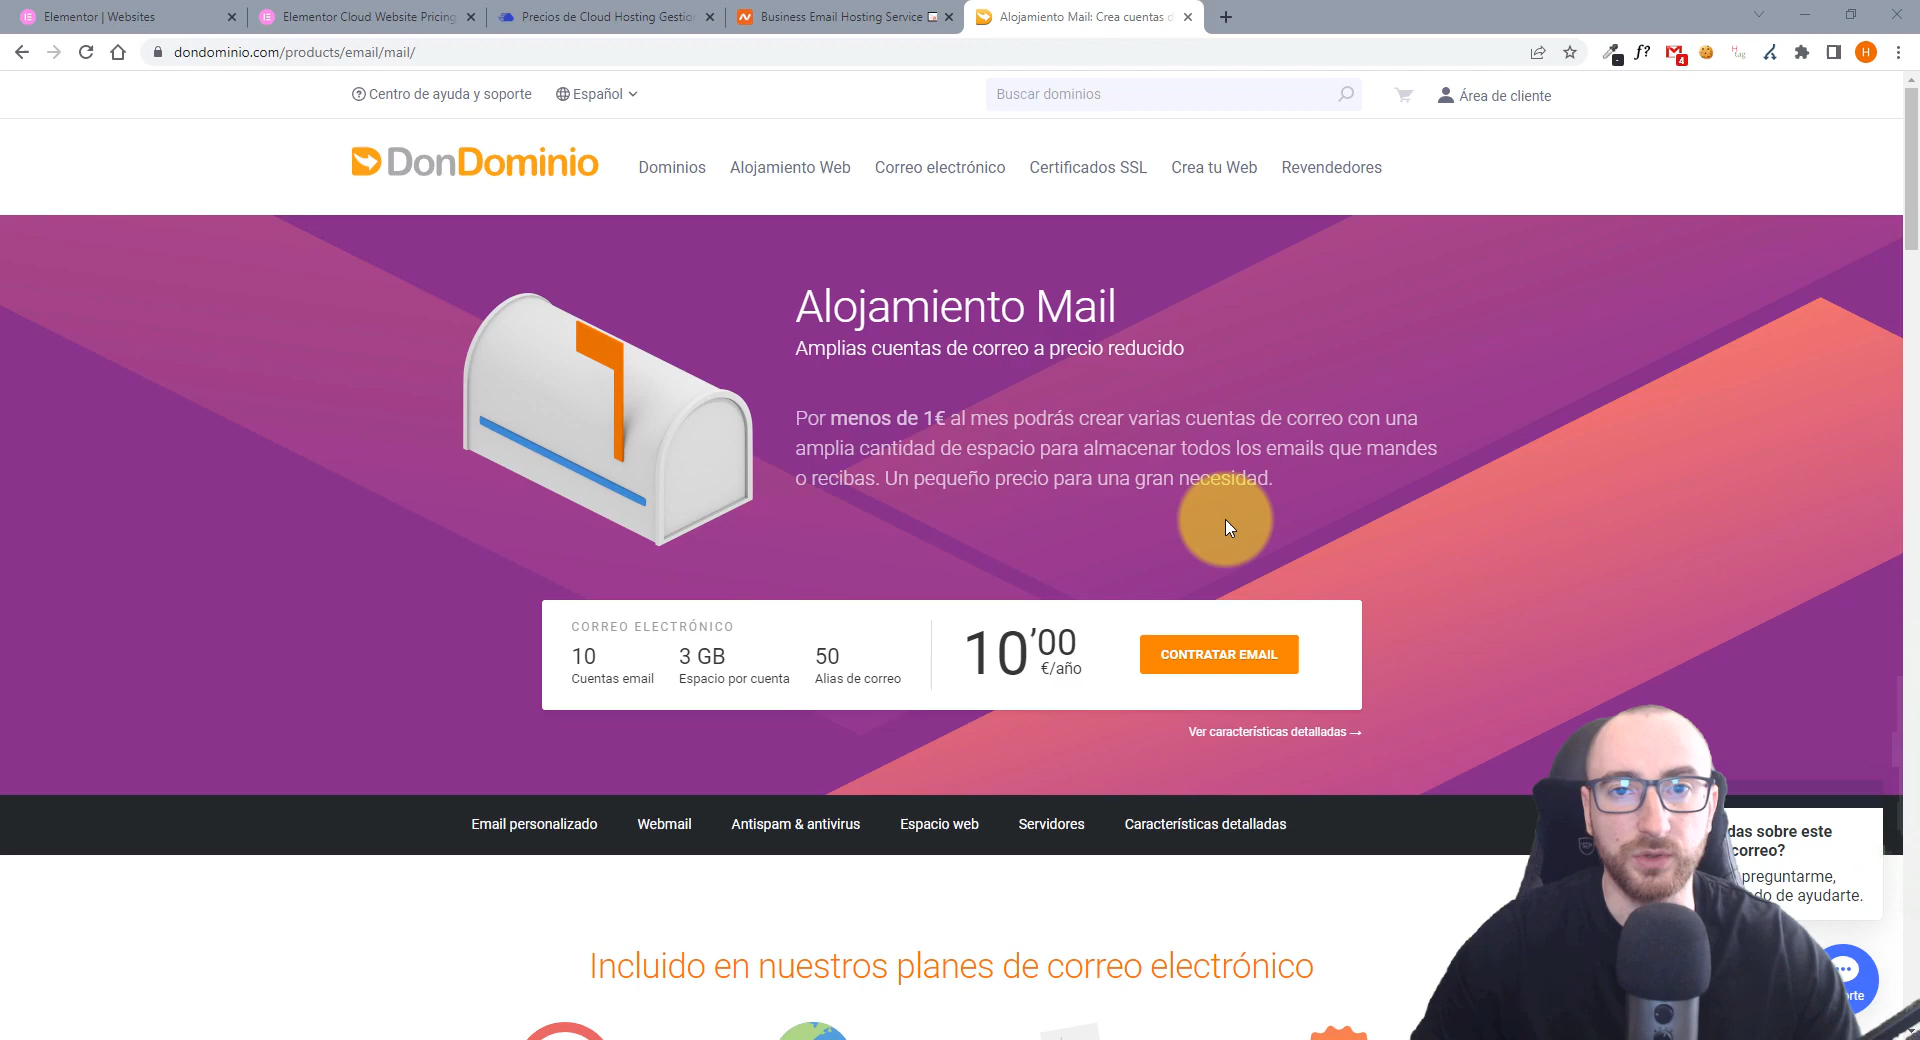 Elementor | Websites
Elementor Cloud Website Pricing
Precios de Cloud Hosting Gestion
Business Email Hosting Service
Alojamiento Mail: Crea cuentas d
dondominio.com/products/email/mail/
f?
4
H
Centro de ayuda y soporte
Español
Buscar dominios
Área de cliente
DonDominio
Dominios
Alojamiento Web
Correo electrónico
Certificados SSL
Crea tu Web
Revendedores
Alojamiento Mail
Amplias cuentas de correo a precio reducido
Por menos de 1€ al mes podrás crear varias cuentas de correo con una
amplia cantidad de espacio para almacenar todos los emails que mandes
o recibas. Un pequeño precio para una gran necesidad.
CORREO ELECTRÓNICO
10
Cuentas email
3 GB
Espacio por cuenta
50
Alias de correo
10'00
€/año
CONTRATAR EMAIL
Ver características detalladas →
Email personalizado
Webmail
Antispam & antivirus
Espacio web
Servidores
Características detalladas
das sobre este
correo?
preguntarme,
do de ayudarte.
rte
Incluido en nuestros planes de correo electrónico